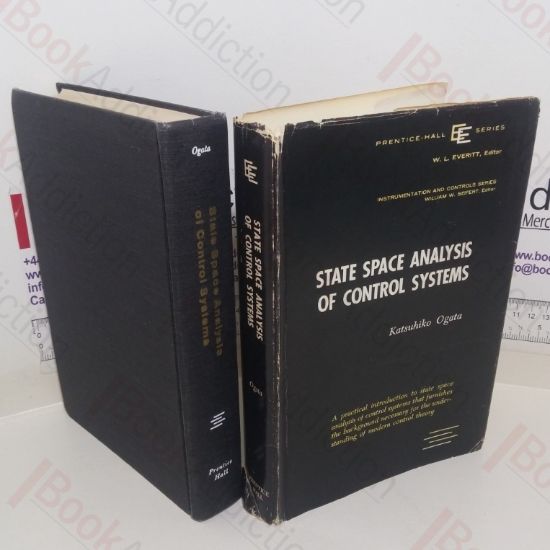 Ogata
State Space Analysis
of Control Systems
Prentice
Hall
STATE SPACE ANALYSIS
OF CONTROL SYSTEMS
Ogata
PRENTICE-HALL EE SERIES
W. L. EVERITT, Editor
INSTRUMENTATION AND CONTROLS SERIES
WILLIAM W. SEIFERT, Editor
STATE SPACE ANALYSIS
OF CONTROL SYSTEMS
Katsuhiko Ogata
A practical introduction to state space
analysis of control systems that furnishes
the background necessary for the under-
standing of modern control theory
BookAddiction